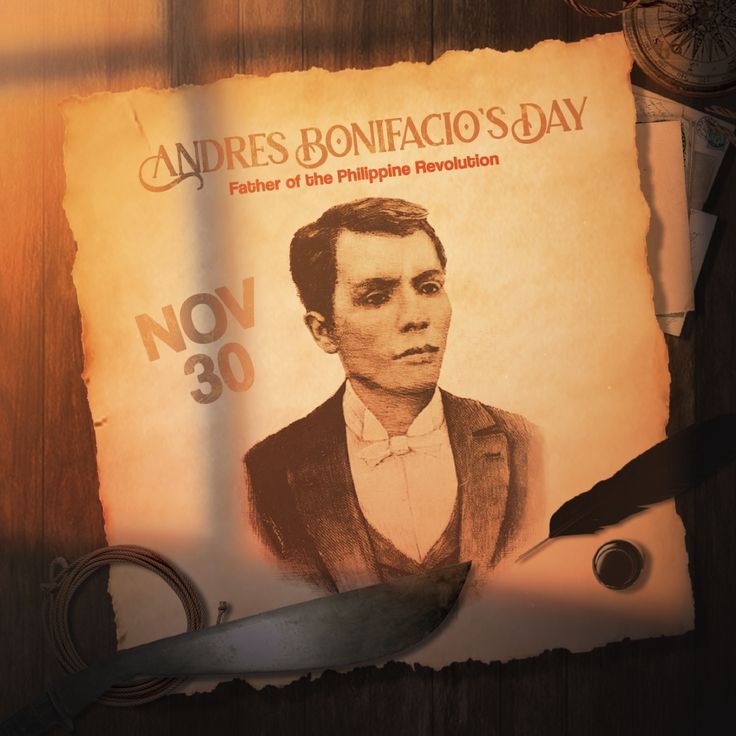 ANDRES BONIFACIO'S DAY
Father of the Philippine Revolution
NOV
30